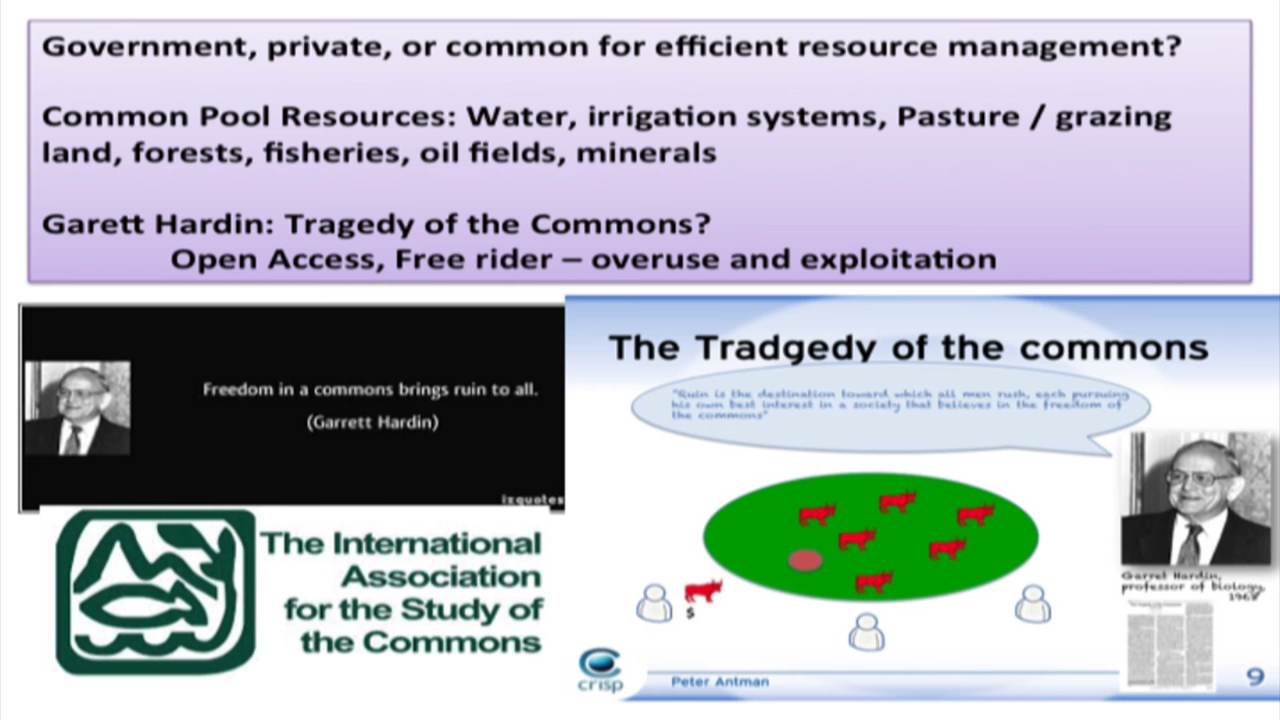 Government, private, or common for efficient resource management?
Common Pool Resources: Water, irrigation systems, Pasture / grazing
land, forests, fisheries, oil fields, minerals
Garett Hardin: Tragedy of the Commons?
Open Access, Free rider – overuse and exploitation
Freedom in a commons brings ruin to all.
(Garrett Hardin)
izquotes
The International
Association
for the Study of
the Commons
The Tradgedy of the commons
"Ruin is the destination toward which all men rush, each pursuing
his own best interest in a society that believes in the freedom of
the commons"
$
Garret Hardin,
professor of biology,
1968
crisp
Peter Antman
9